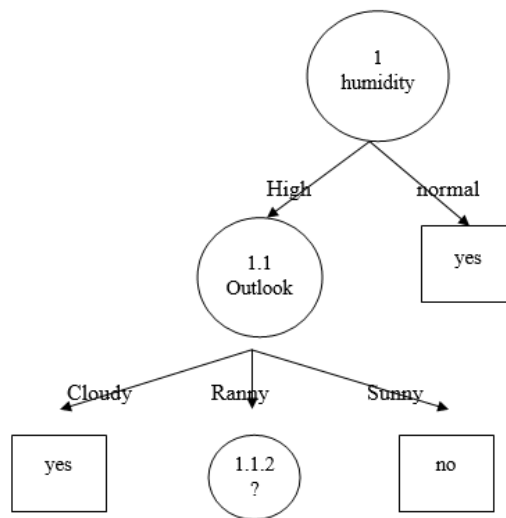 1
humidity
High normal
1.1
Outlook
yes
Cloudy Ranny Sunny
yes
1.1.2
?
no